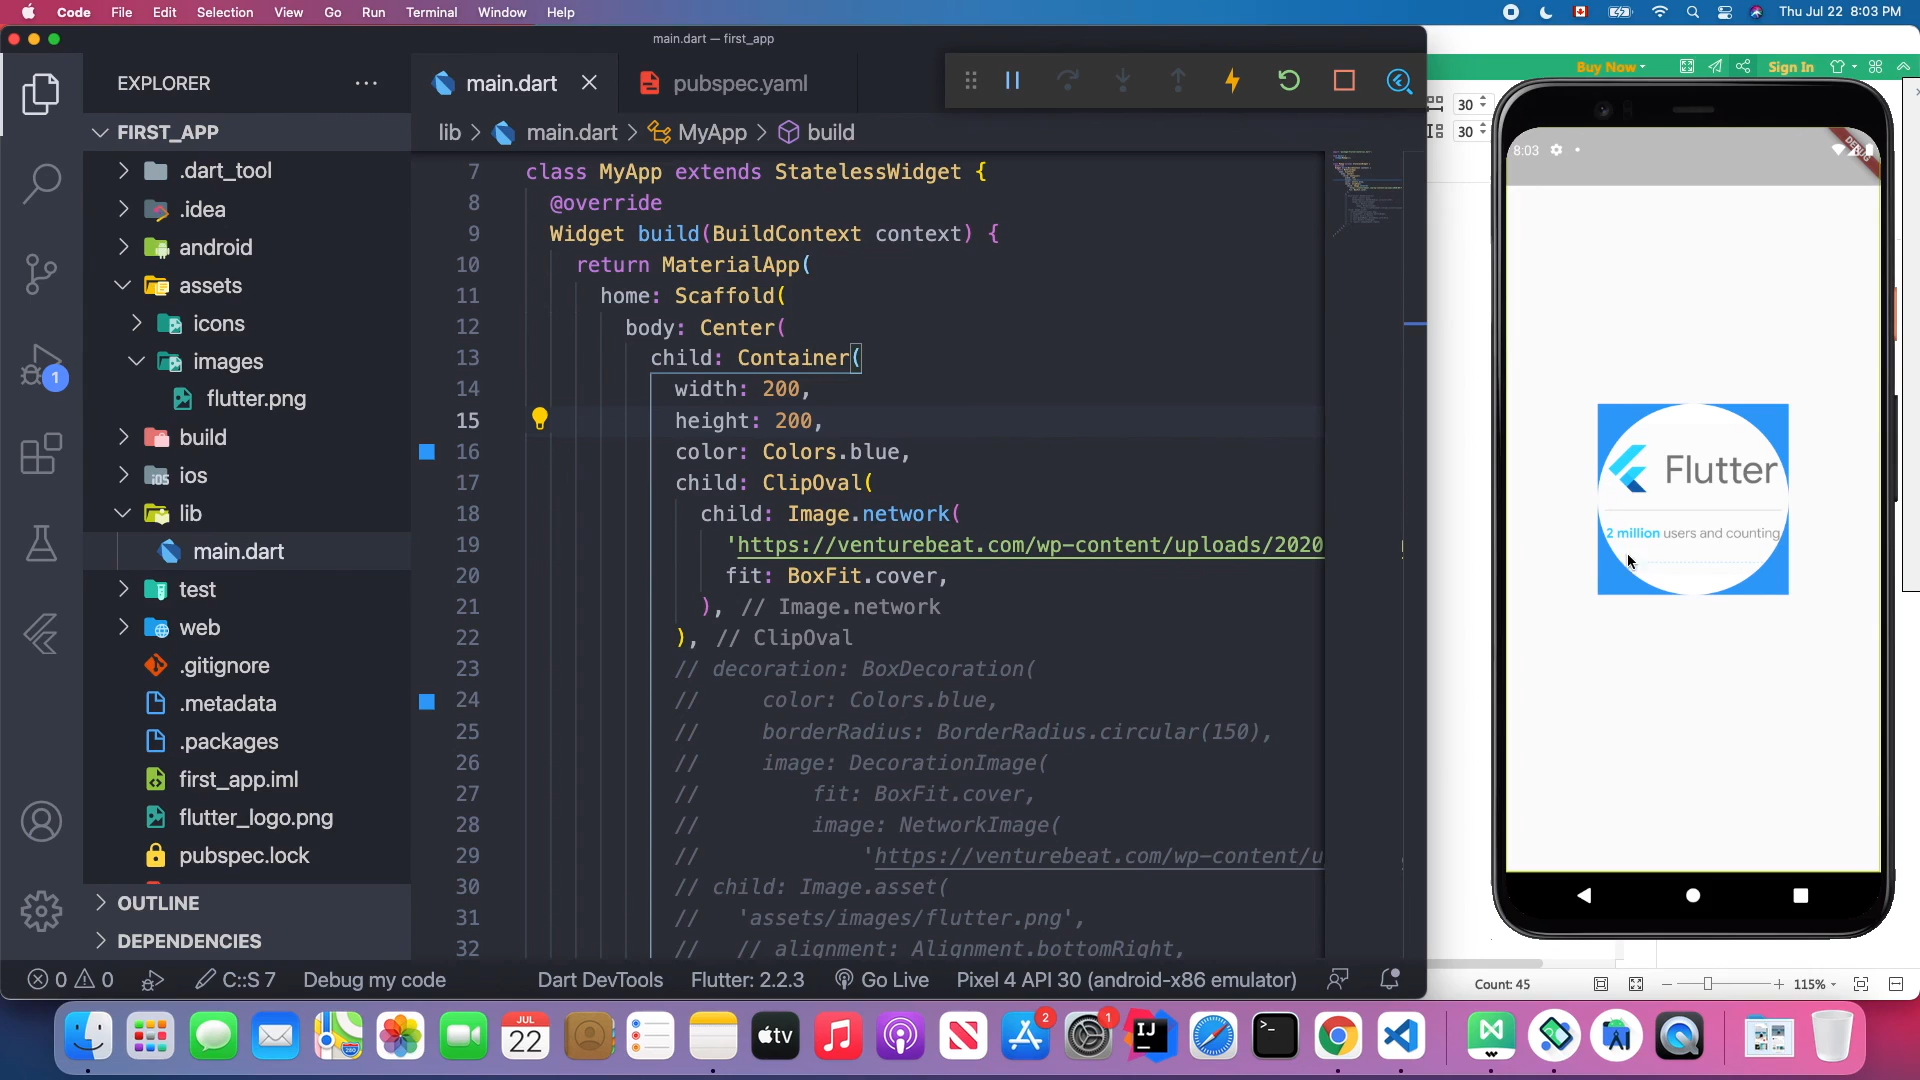 Code File Edit Selection View Go Run Terminal Window Help
Thu Jul 22 8:03 PM
main.dart — first_app
EXPLORER
main.dart
pubspec.yaml
Buy Now
Sign In
30
30
FIRST_APP
lib > main.dart > MyApp > build
.dart_tool
.idea
android
assets
icons
images
flutter.png
build
ios
lib
main.dart
test
web
.gitignore
.metadata
.packages
first_app.iml
flutter_logo.png
pubspec.lock
OUTLINE
DEPENDENCIES
7 class MyApp extends StatelessWidget {
8 @override
9 Widget build(BuildContext context) {
10 return MaterialApp(
11 home: Scaffold(
12 body: Center(
13 child: Container(
14 width: 200,
15 height: 200,
16 color: Colors.blue,
17 child: ClipOval(
18 child: Image.network(
19 'https://venturebeat.com/wp-content/uploads/2020
20 fit: BoxFit.cover,
21 ), // Image.network
22 ), // ClipOval
23 // decoration: BoxDecoration(
24 // color: Colors.blue,
25 // borderRadius: BorderRadius.circular(150),
26 // image: DecorationImage(
27 // fit: BoxFit.cover,
28 // image: NetworkImage(
29 // 'https://venturebeat.com/wp-content/u
30 // child: Image.asset(
31 // 'assets/images/flutter.png',
32 // // alignment: Alignment.bottomRight,
8:03
DEBUG
Flutter
2 million users and counting
1
0 0 C::S 7 Debug my code Dart DevTools Flutter: 2.2.3 Go Live Pixel 4 API 30 (android-x86 emulator)
Count: 45
115%
JUL
22
tv
2
1
IJ